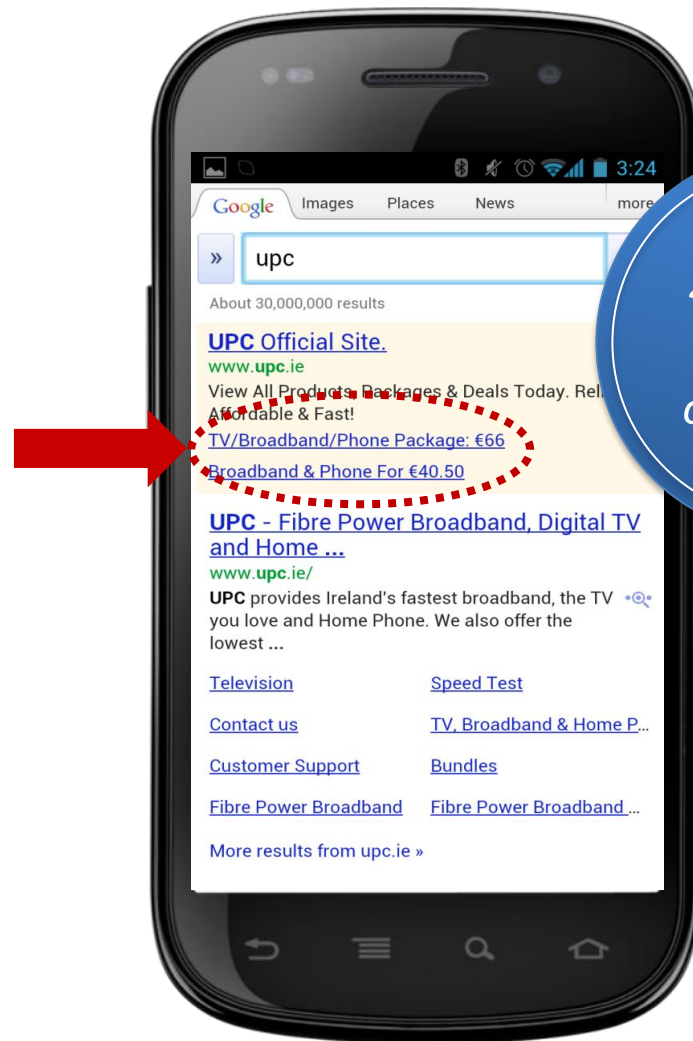 3:24
Google Images Places News more
» upc
About 30,000,000 results
UPC Official Site.
www.upc.ie
View All Products, Packages & Deals Today. Rel
Affordable & Fast!
TV/Broadband/Phone Package: €66
Broadband & Phone For €40.50
UPC - Fibre Power Broadband, Digital TV
and Home ...
www.upc.ie/
UPC provides Ireland's fastest broadband, the TV
you love and Home Phone. We also offer the
lowest ...
Television Speed Test
Contact us TV, Broadband & Home P...
Customer Support Bundles
Fibre Power Broadband Fibre Power Broadband ...
More results from upc.ie »